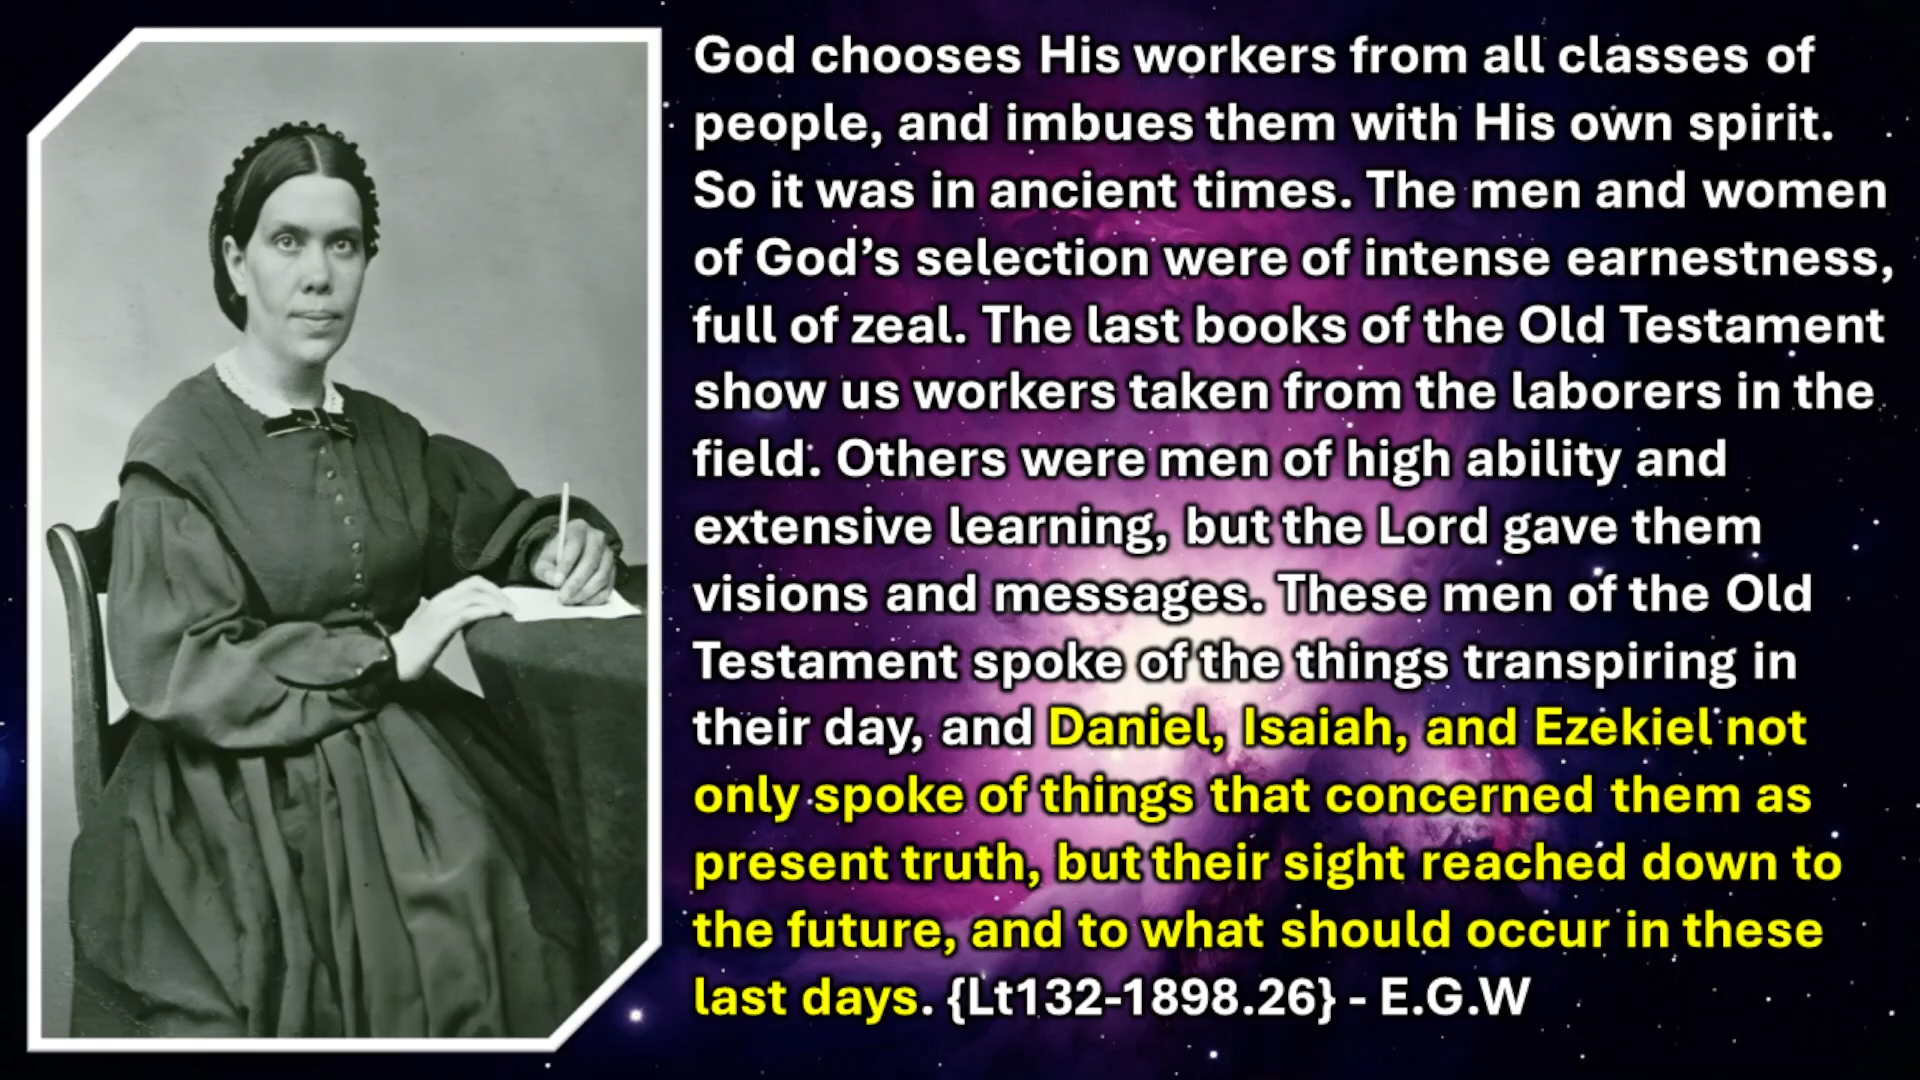 God chooses His workers from all classes of
people, and imbues them with His own spirit.
So it was in ancient times. The men and women
of God’s selection were of intense earnestness,
full of zeal. The last books of the Old Testament
show us workers taken from the laborers in the
field. Others were men of high ability and
extensive learning, but the Lord gave them
visions and messages. These men of the Old
Testament spoke of the things transpiring in
their day, and Daniel, Isaiah, and Ezekiel not
only spoke of things that concerned them as
present truth, but their sight reached down to
the future, and to what should occur in these
last days. {Lt132-1898.26} - E.G.W